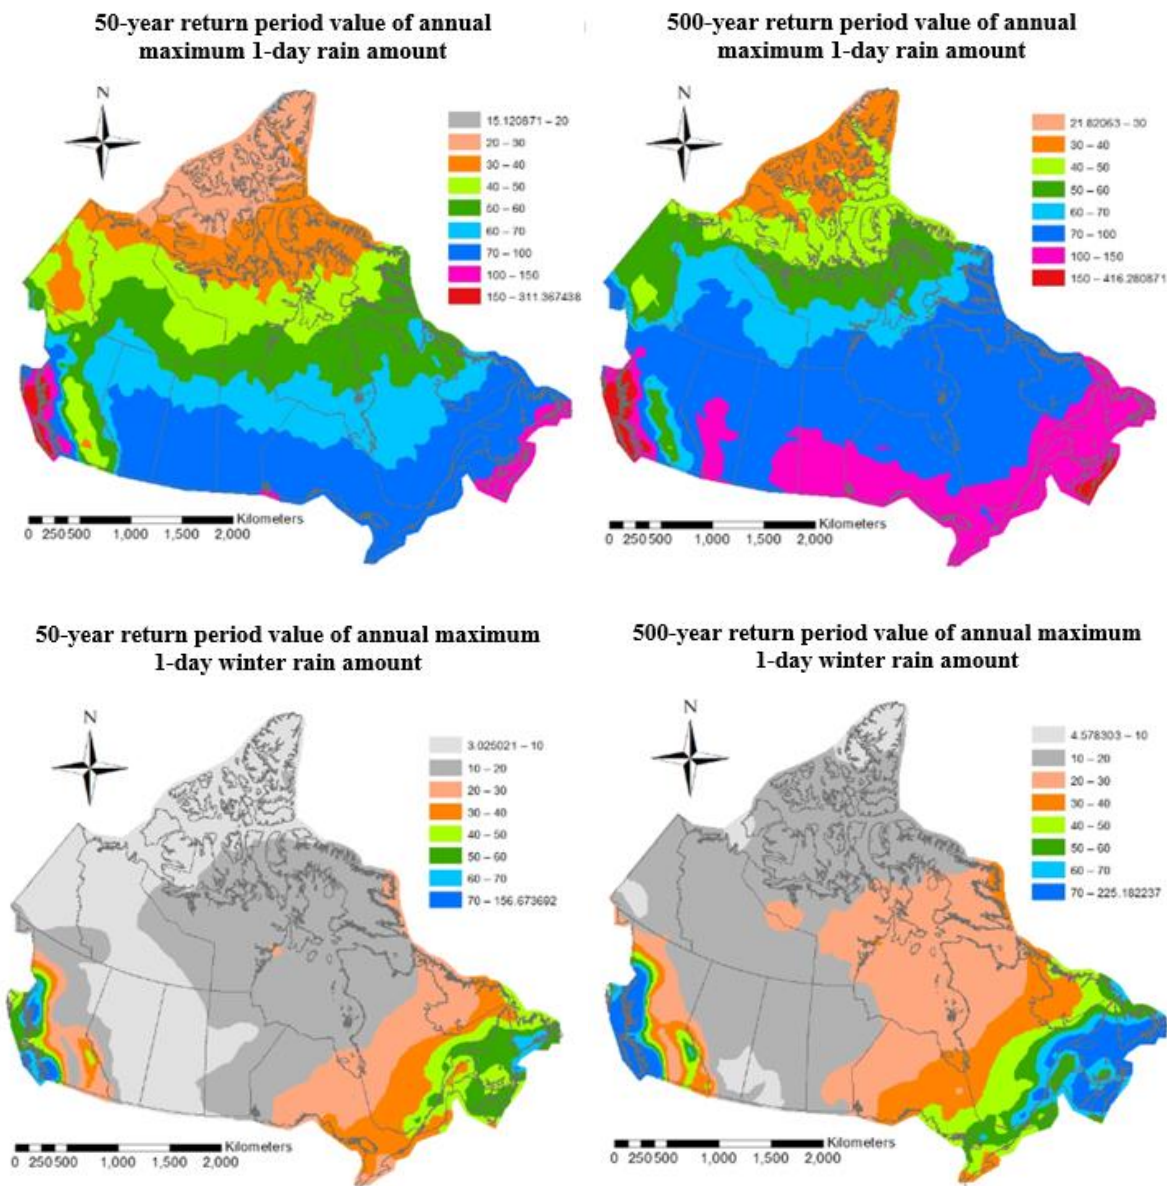 50-year return period value of annual
maximum 1-day rain amount
N
15.120871 – 20
20 – 30
30 – 40
40 – 50
50 – 60
60 – 70
70 – 100
100 – 150
150 – 311.367438
Kilometers
0 250500 1,000 1,500 2,000
500-year return period value of annual
maximum 1-day rain amount
N
21.82063 – 30
30 – 40
40 – 50
50 – 60
60 – 70
70 – 100
100 – 150
150 – 416.280871
Kilometers
0 250500 1,000 1,500 2,000
50-year return period value of annual maximum
1-day winter rain amount
N
3.025021 – 10
10 – 20
20 – 30
30 – 40
40 – 50
50 – 60
60 – 70
70 – 156.673692
Kilometers
0 250500 1,000 1,500 2,000
500-year return period value of annual maximum
1-day winter rain amount
N
4.578303 – 10
10 – 20
20 – 30
30 – 40
40 – 50
50 – 60
60 – 70
70 – 225.182237
Kilometers
0 250500 1,000 1,500 2,000